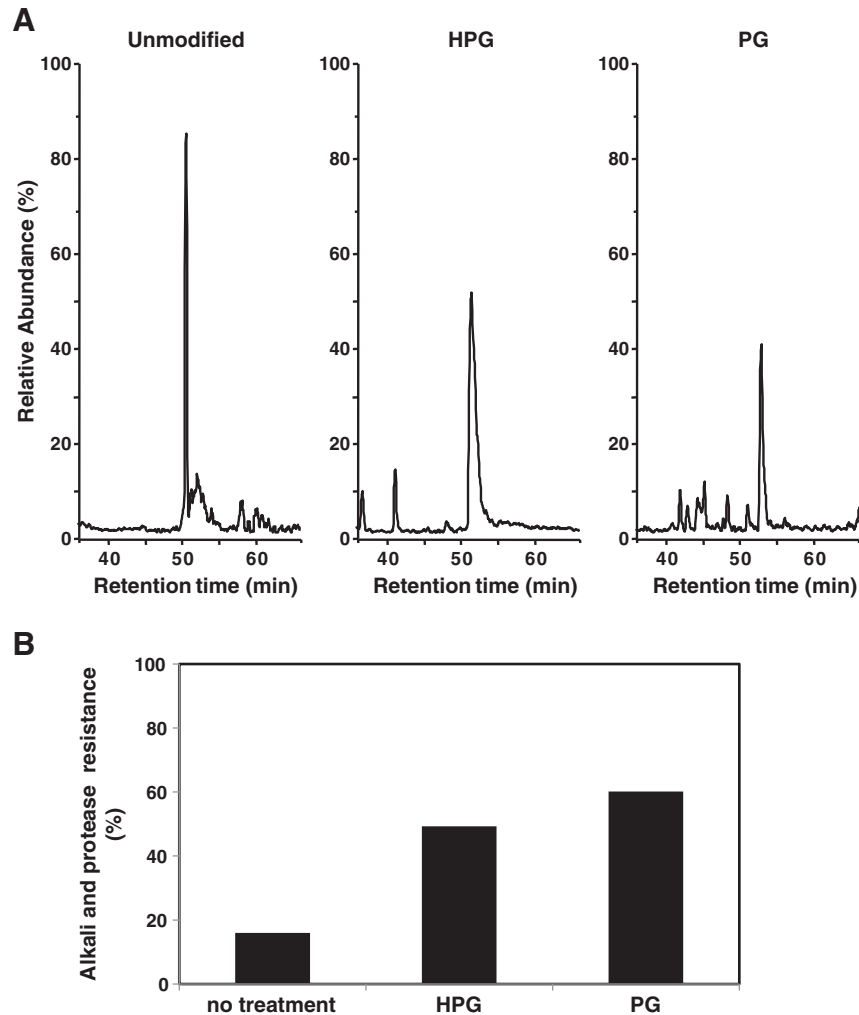 A
Unmodified
HPG
PG
Relative Abundance (%)
100
80
60
40
20
0
40
50
60
Retention time (min)
100
80
60
40
20
0
40
50
60
Retention time (min)
100
80
60
40
20
0
40
50
60
Retention time (min)
B
Alkali and protease resistance
(%)
100
80
60
40
20
0
no treatment
HPG
PG